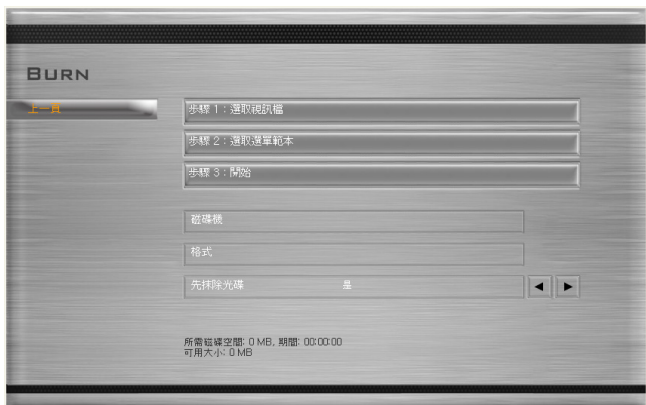 BURN
上一頁
步驟 1：選取視訊檔
步驟 2：選取選單範本
步驟 3：開始
磁碟機
格式
先抹除光碟 是
所需磁碟空間: 0 MB, 期間: 00:00:00
可用大小: 0 MB